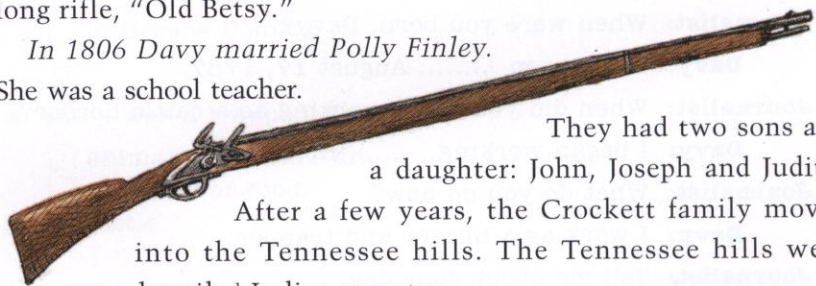 long rifle, "Old Betsy."
In 1806 Davy married Polly Finley.
She was a school teacher.
They had two sons a
a daughter: John, Joseph and Judit
After a few years, the Crockett family mov
into the Tennessee hills. The Tennessee hills we